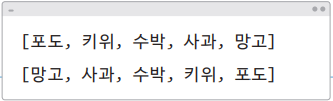 [포도, 키위, 수박, 사과, 망고]
[망고, 사과, 수박, 키위, 포도]